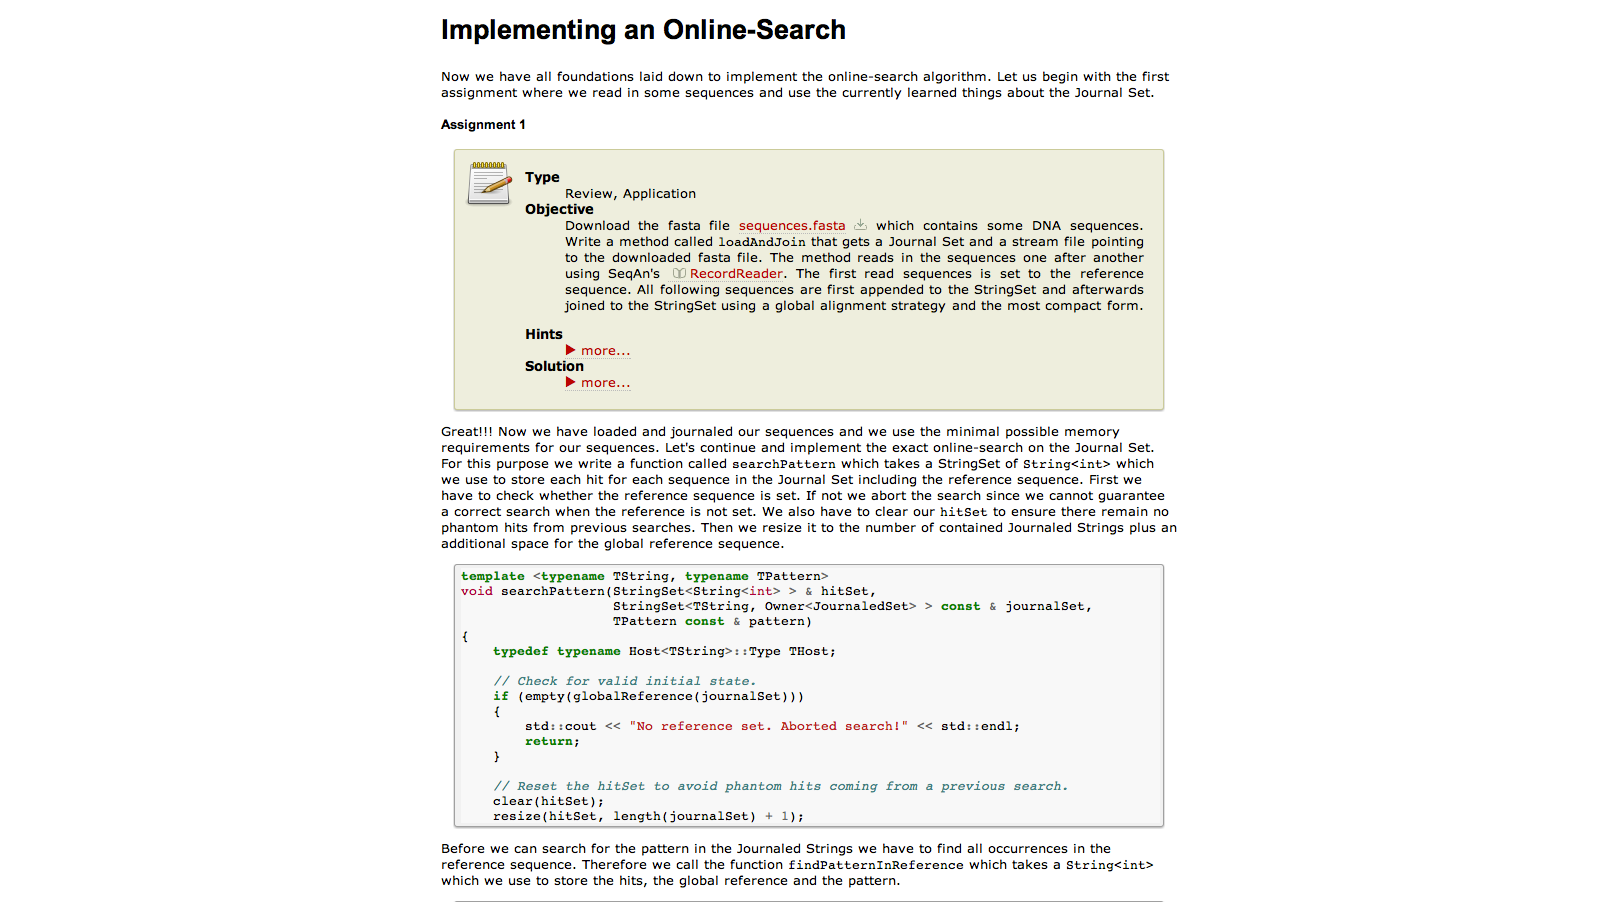 Implementing an Online-Search
Now we have all foundations laid down to implement the online-search algorithm. Let us begin with the first
assignment where we read in some sequences and use the currently learned things about the Journal Set.
Assignment 1
Type
Review, Application
Objective
Download the fasta file sequences.fasta which contains some DNA sequences.
Write a method called loadAndJoin that gets a Journal Set and a stream file pointing
to the downloaded fasta file. The method reads in the sequences one after another
using SeqAn's RecordReader. The first read sequences is set to the reference
sequence. All following sequences are first appended to the StringSet and afterwards
joined to the StringSet using a global alignment strategy and the most compact form.
Hints
more...
Solution
more...
Great!!! Now we have loaded and journaled our sequences and we use the minimal possible memory
requirements for our sequences. Let's continue and implement the exact online-search on the Journal Set.
For this purpose we write a function called searchPattern which takes a StringSet of String<int> which
we use to store each hit for each sequence in the Journal Set including the reference sequence. First we
have to check whether the reference sequence is set. If not we abort the search since we cannot guarantee
a correct search when the reference is not set. We also have to clear our hitSet to ensure there remain no
phantom hits from previous searches. Then we resize it to the number of contained Journaled Strings plus an
additional space for the global reference sequence.
template <typename TString, typename TPattern>
void searchPattern(StringSet<String<int> > & hitSet,
                   StringSet<TString, Owner<JournaledSet> > const & journalSet,
                   TPattern const & pattern)
{
    typedef typename Host<TString>::Type THost;
    // Check for valid initial state.
    if (empty(globalReference(journalSet)))
    {
        std::cout << "No reference set. Aborted search!" << std::endl;
        return;
    }
    // Reset the hitSet to avoid phantom hits coming from a previous search.
    clear(hitSet);
    resize(hitSet, length(journalSet) + 1);
Before we can search for the pattern in the Journaled Strings we have to find all occurrences in the
reference sequence. Therefore we call the function findPatternInReference which takes a String<int>
which we use to store the hits, the global reference and the pattern.